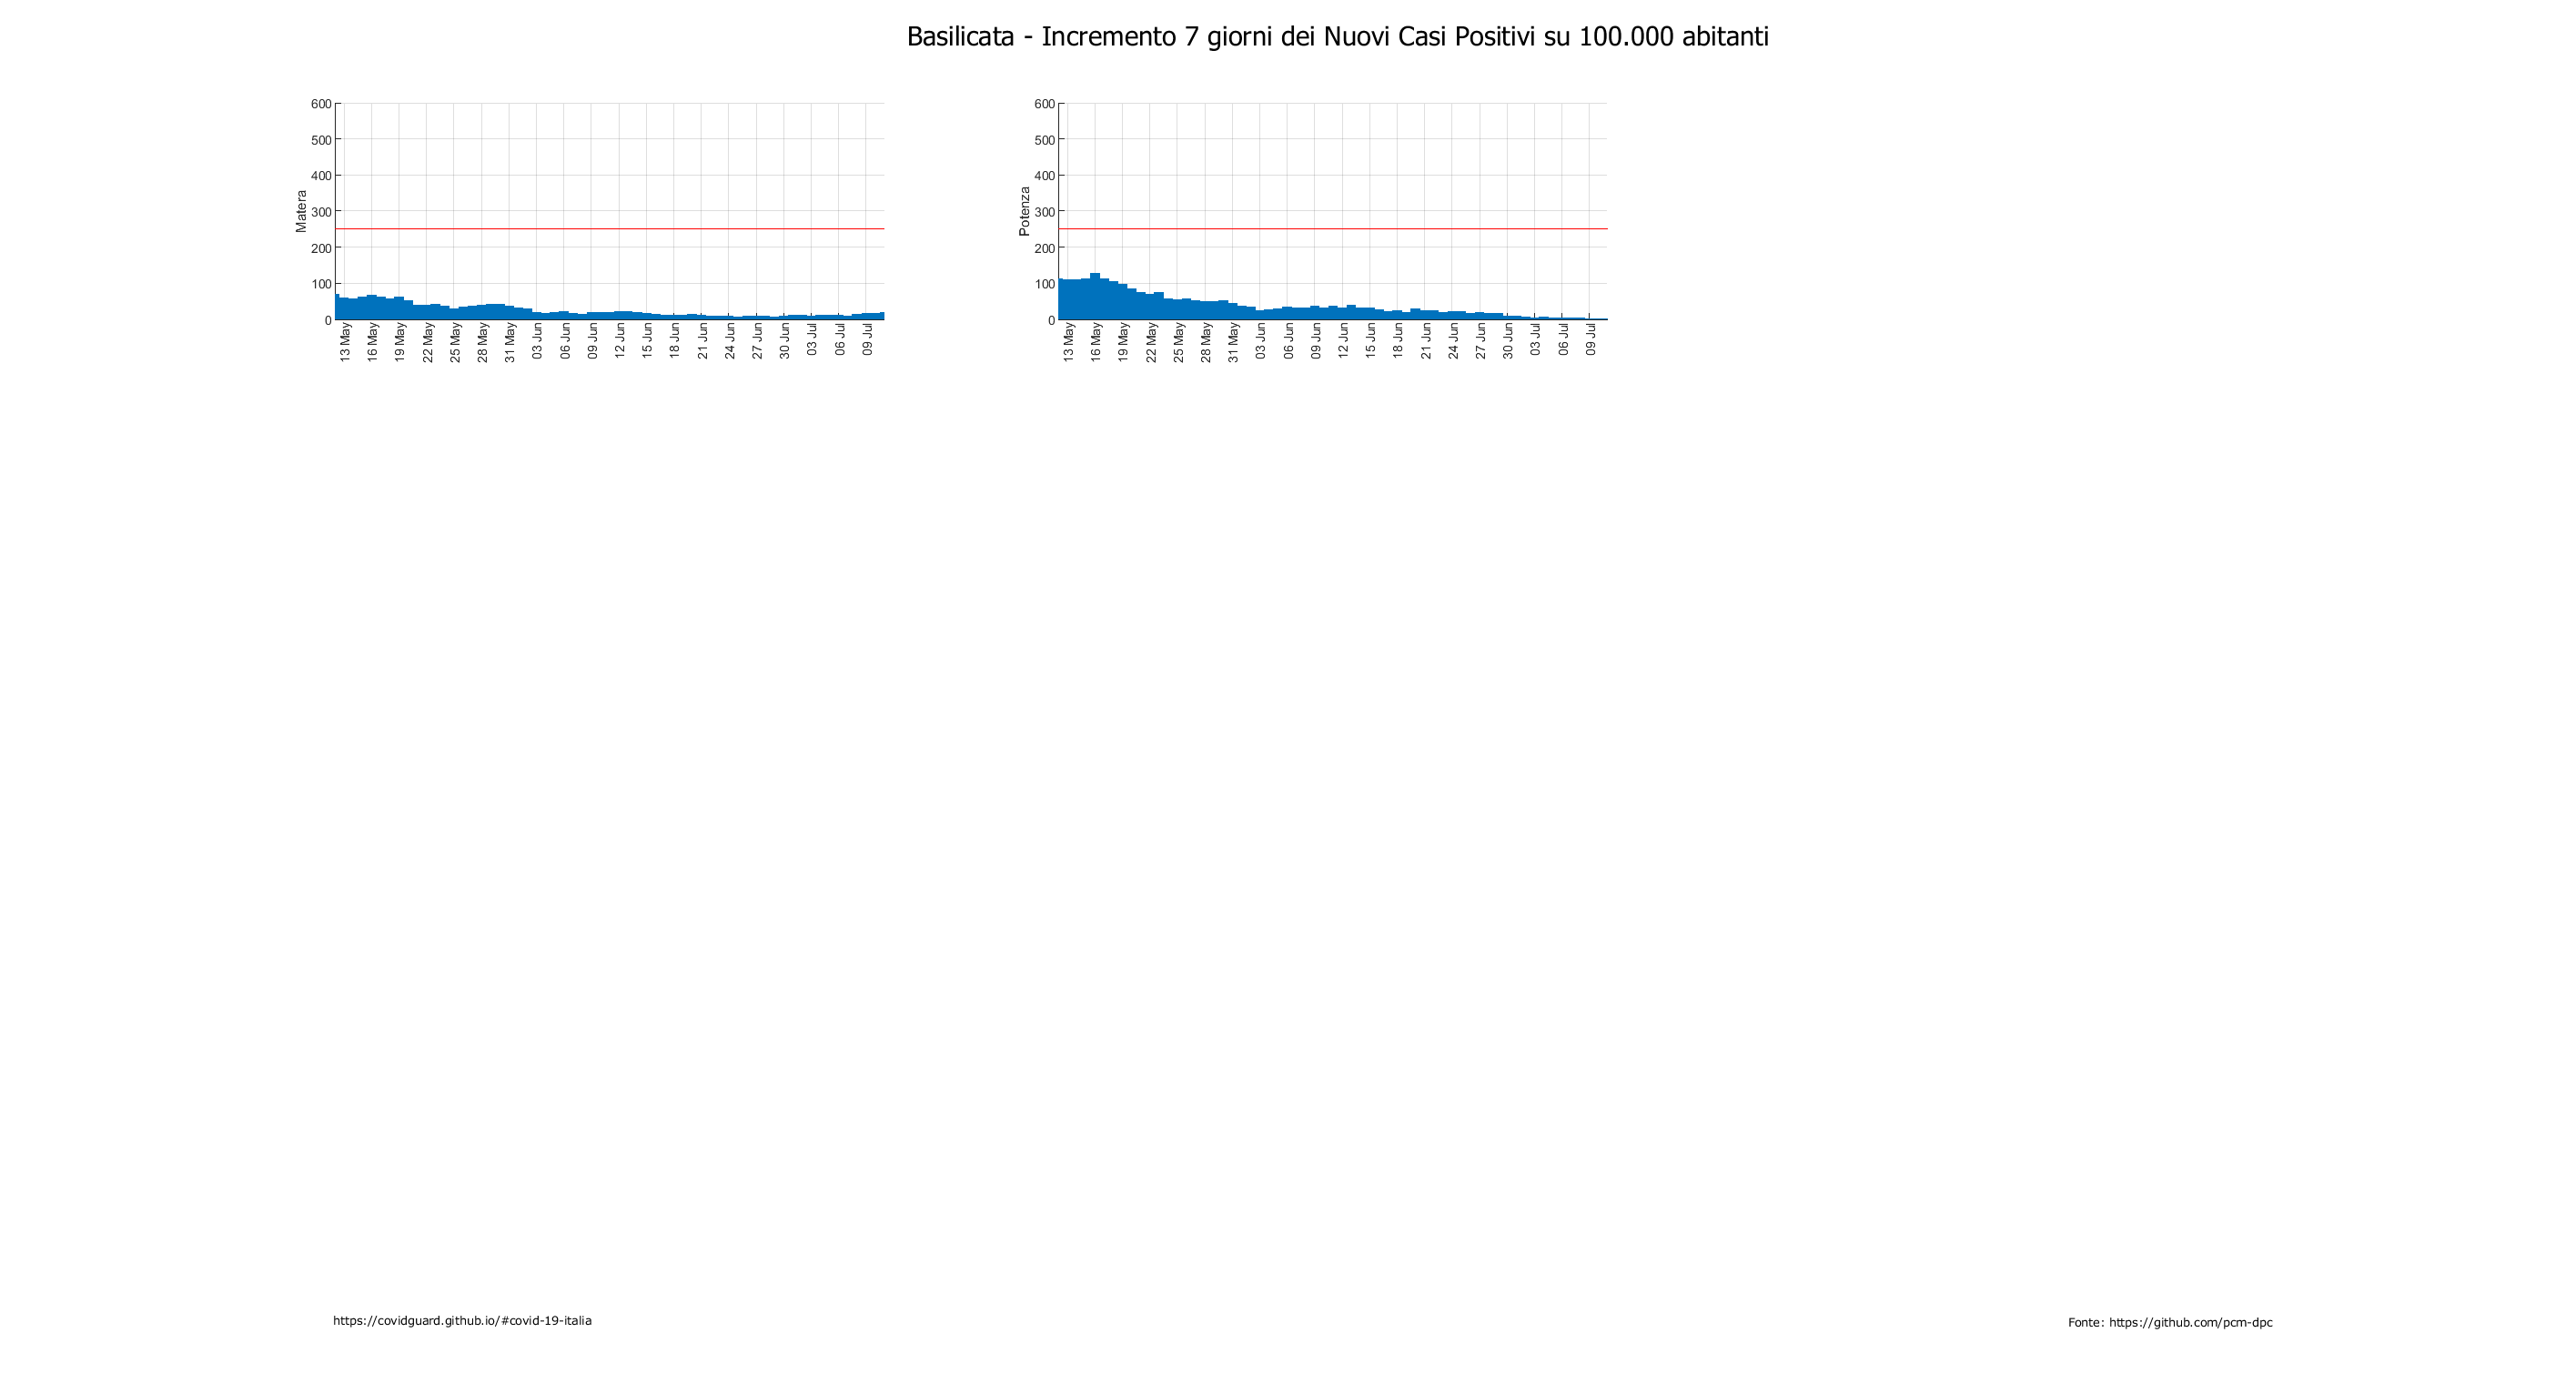 Basilicata - Incremento 7 giorni dei Nuovi Casi Positivi su 100.000 abitanti
Matera
600
500
400
300
200
100
0
13 May
16 May
19 May
22 May
25 May
28 May
31 May
03 Jun
06 Jun
09 Jun
12 Jun
15 Jun
18 Jun
21 Jun
24 Jun
27 Jun
30 Jun
03 Jul
06 Jul
09 Jul
Potenza
600
500
400
300
200
100
0
13 May
16 May
19 May
22 May
25 May
28 May
31 May
03 Jun
06 Jun
09 Jun
12 Jun
15 Jun
18 Jun
21 Jun
24 Jun
27 Jun
30 Jun
03 Jul
06 Jul
09 Jul
https://covidguard.github.io/#covid-19-italia
Fonte: https://github.com/pcm-dpc